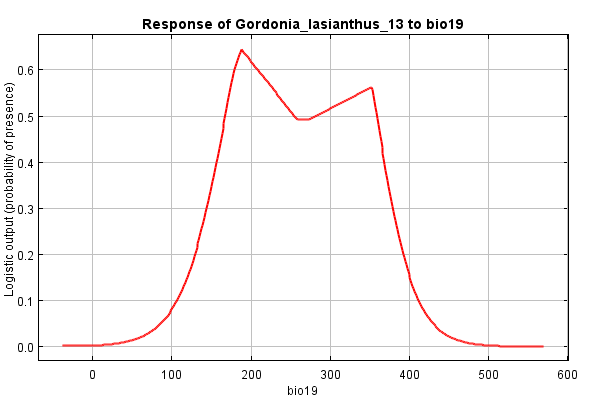 Response of Gordonia_lasianthus_13 to bio19
Logistic output (probability of presence)
0.6
0.5
0.4
0.3
0.2
0.1
0.0
0 100 200 300 400 500 600
bio19